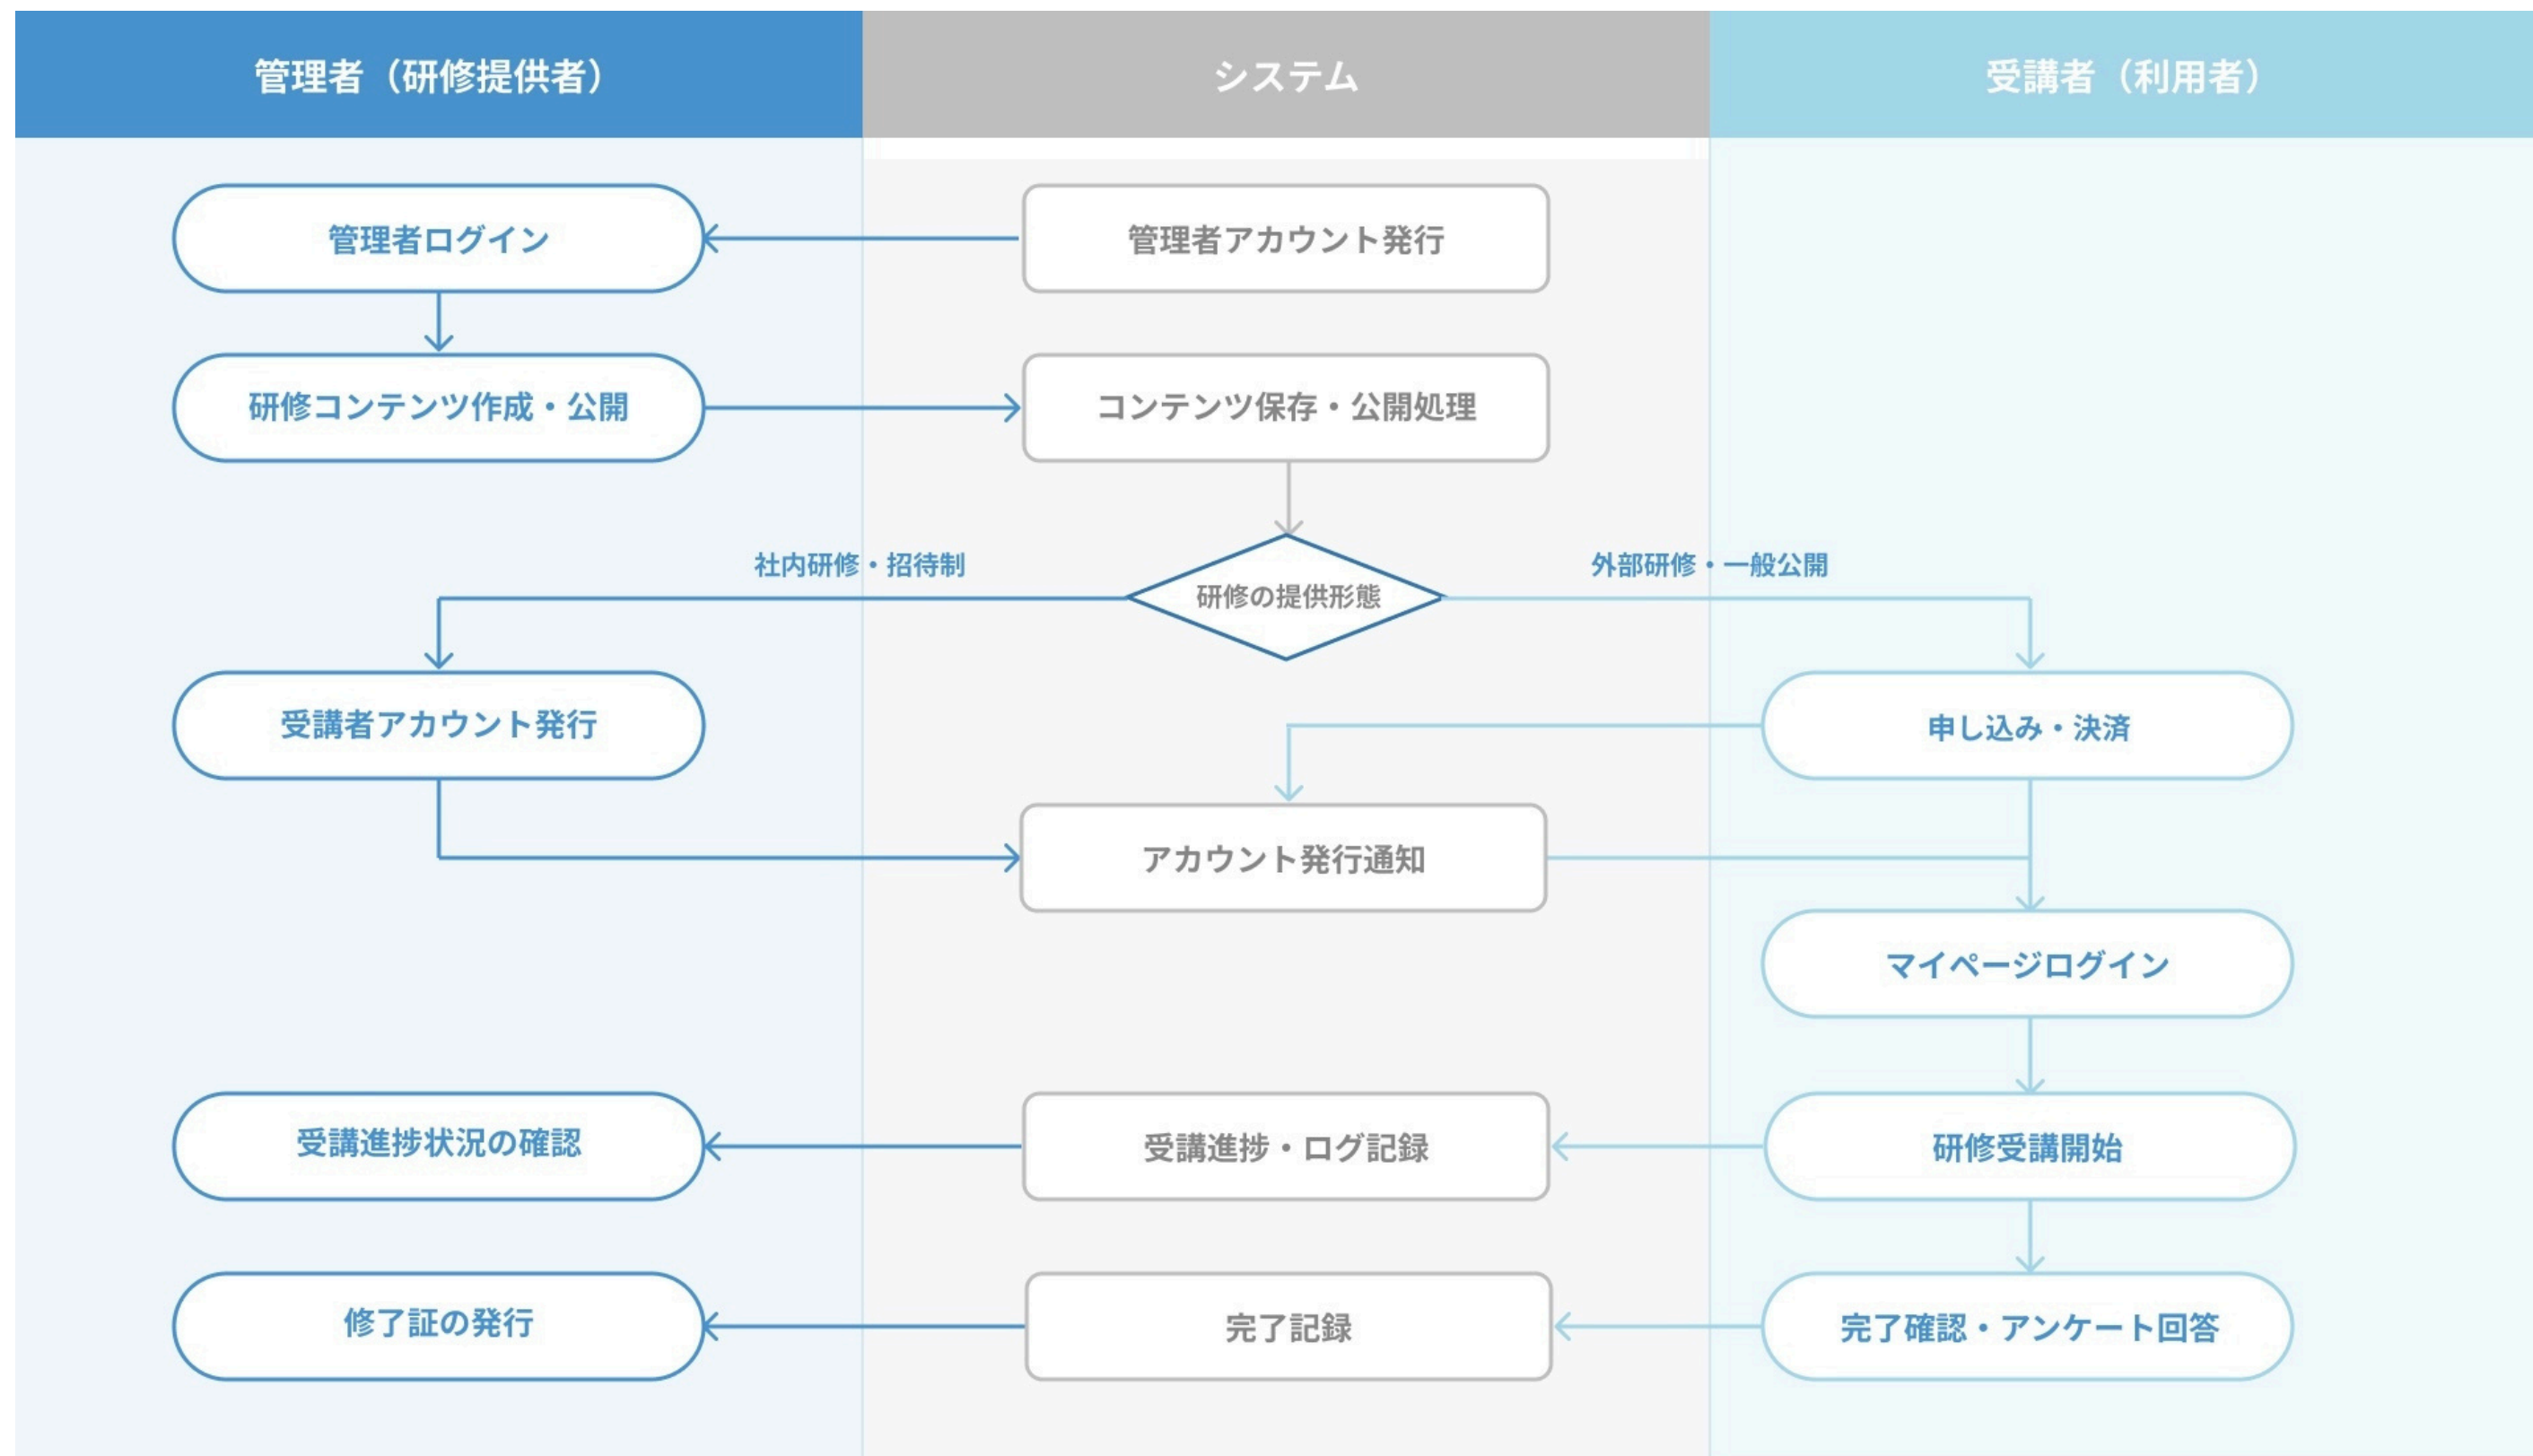 管理者（研修提供者）
システム
受講者（利用者）
管理者ログイン
管理者アカウント発行
研修コンテンツ作成・公開
コンテンツ保存・公開処理
社内研修・招待制
研修の提供形態
外部研修・一般公開
受講者アカウント発行
申し込み・決済
アカウント発行通知
マイページログイン
受講進捗状況の確認
受講進捗・ログ記録
研修受講開始
修了証の発行
完了記録
完了確認・アンケート回答